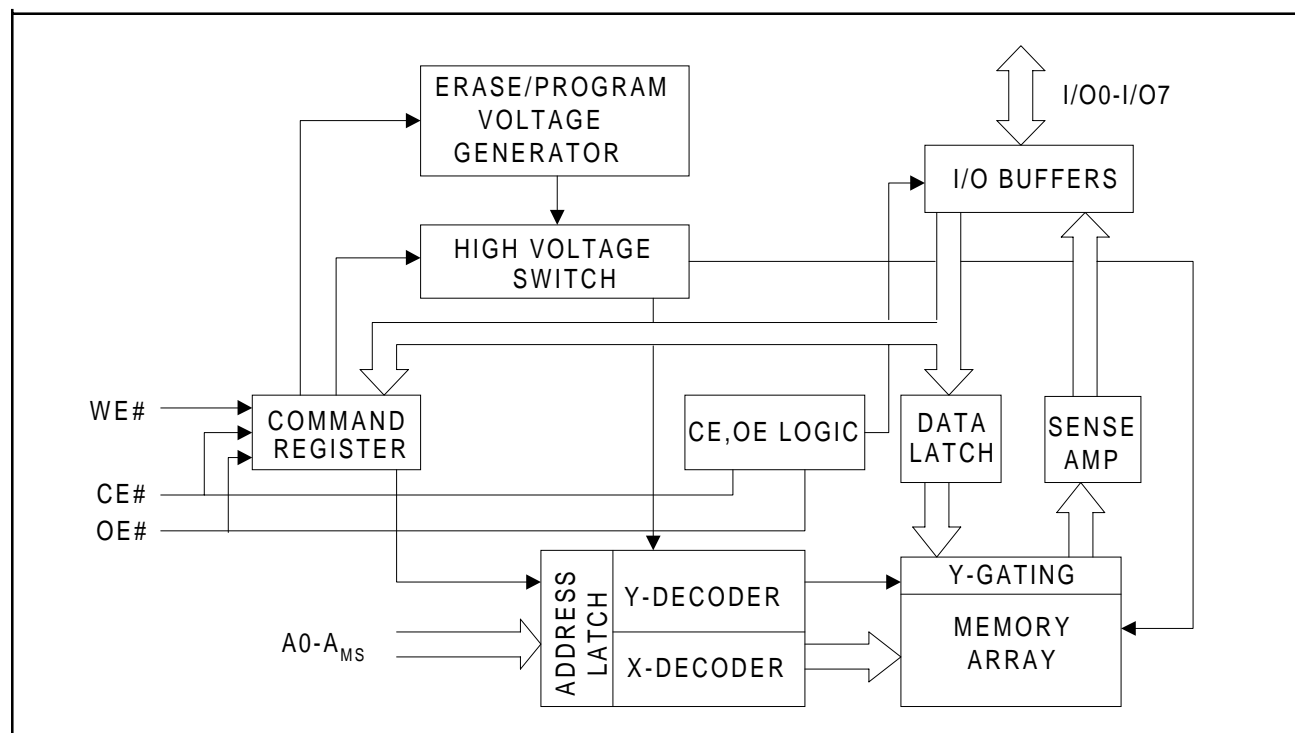 ERASE/PROGRAM
VOLTAGE
GENERATOR
I/O0-I/O7
I/O BUFFERS
HIGH VOLTAGE
SWITCH
WE#
COMMAND
REGISTER
CE,OE LOGIC
DATA
LATCH
SENSE
AMP
CE#
OE#
ADDRESS
LATCH
Y-DECODER
X-DECODER
Y-GATING
MEMORY
ARRAY
A0-AMS